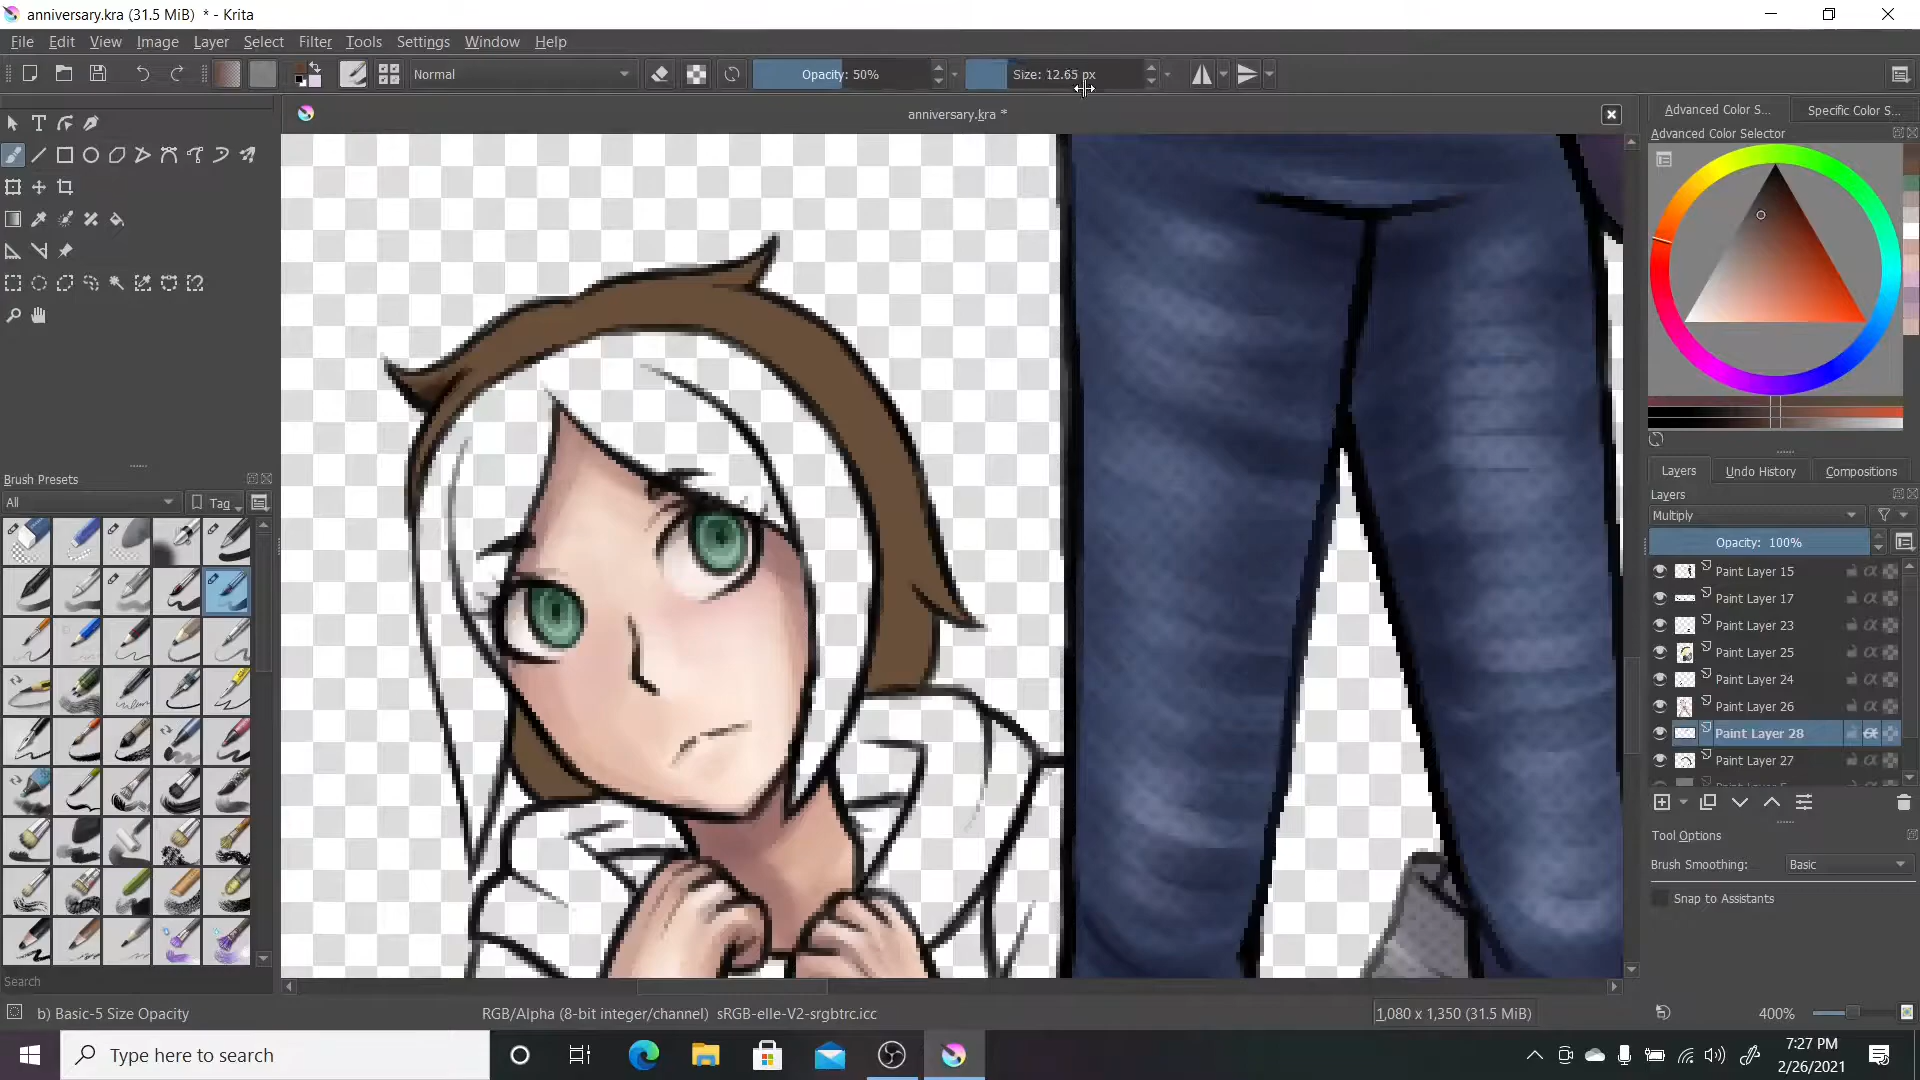 anniversary.kra (31.5 MiB) * - Krita
File Edit View Image Layer Select Filter Tools Settings Window Help
Normal
Opacity: 50%
Size: 12.65 px
anniversary.kra *
Advanced Color S...
Specific Color S...
Advanced Color Selector
Brush Presets
All
Tag
Search
Layers
Undo History
Compositions
Layers
Multiply
Opacity: 100%
Paint Layer 15
Paint Layer 17
Paint Layer 23
Paint Layer 25
Paint Layer 24
Paint Layer 26
Paint Layer 28
Paint Layer 27
Tool Options
Brush Smoothing:
Basic
Snap to Assistants
b) Basic-5 Size Opacity
RGB/Alpha (8-bit integer/channel) sRGB-elle-V2-srgbtrc.icc
1,080 x 1,350 (31.5 MiB)
400%
Type here to search
7:27 PM
2/26/2021